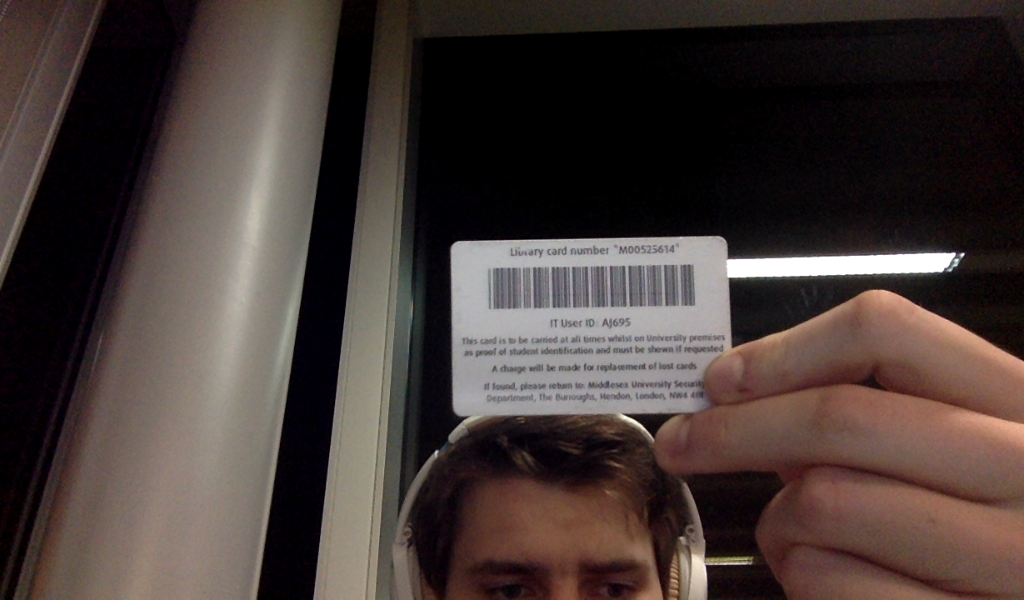 Library card number "M00525614"
IT User ID: AJ695
This card is to be carried at all times whilst on University premises
as proof of student identification and must be shown if requested
A charge will be made for replacement of lost cards
If found, please return to: Middlesex University Security
Department, The Burroughs, Hendon, London, NW4